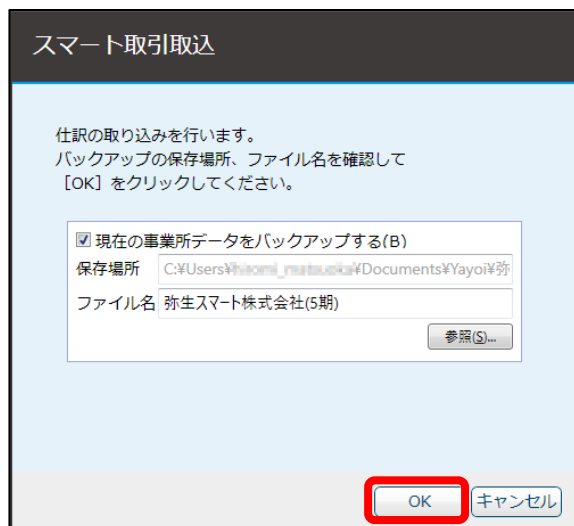 スマート取引取込
仕訳の取り込みを行います。
バックアップの保存場所、ファイル名を確認して
［OK］をクリックしてください。
現在の事業所データをバックアップする(B)
保存場所 C:¥Users¥ ¥Documents¥Yayoi¥弥
ファイル名 弥生スマート株式会社(5期)
参照(S)...
OK キャンセル